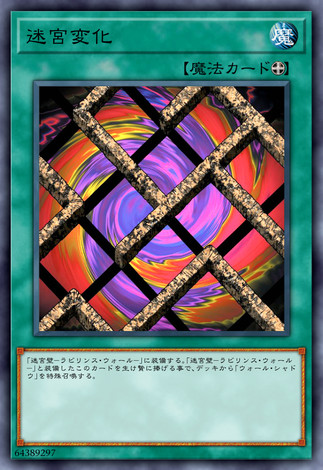 迷宮変化
魔
【魔法カード】
「迷宮壁－ラビリンス・ウォール－」に装備する。「迷宮壁－ラビリンス・ウォール
－」と装備したこのカードを生け贄に捧げる事で、デッキから「ウォール・シャド
ウ」を特殊召喚する。
64389297